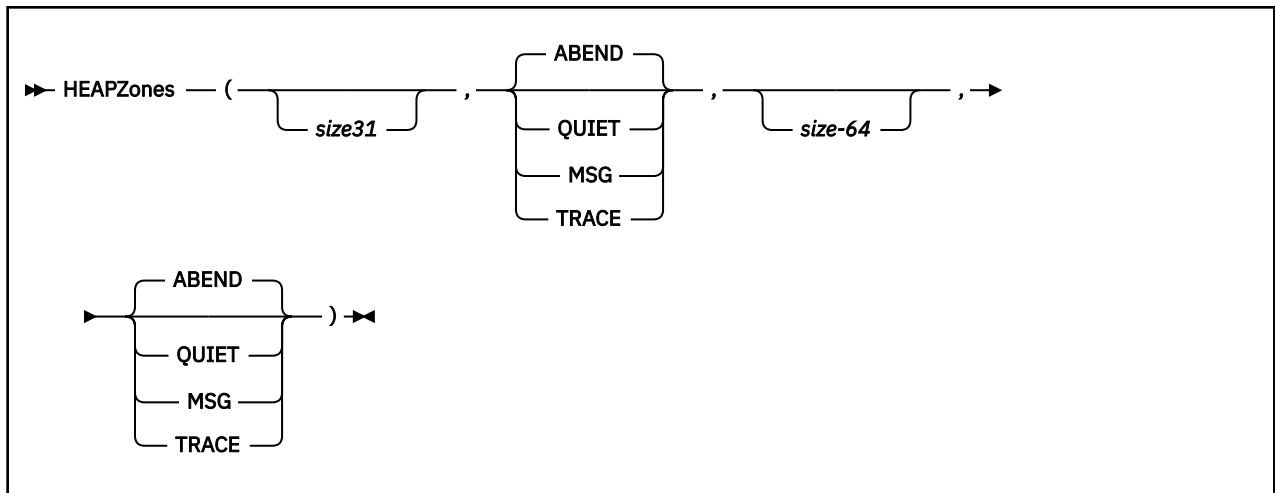 ABEND
HEAPZones ( , , ,
size31 QUIET size-64
MSG
TRACE
ABEND
)
QUIET
MSG
TRACE